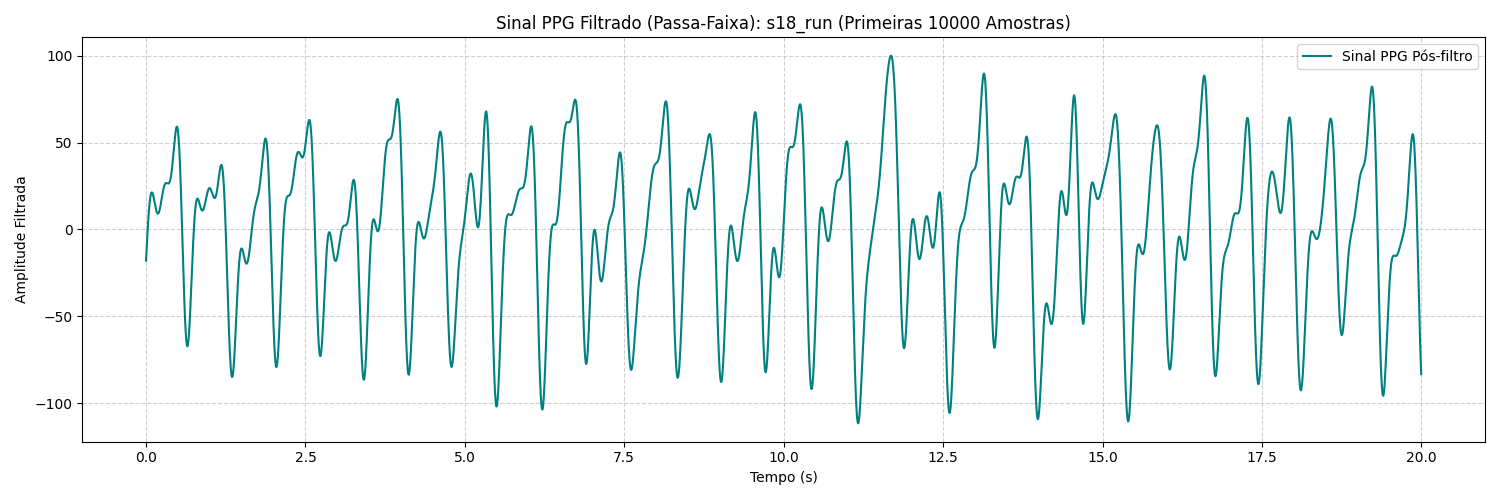 Sinal PPG Filtrado (Passa-Faixa): s18_run (Primeiras 10000 Amostras)
Sinal PPG Pós-filtro
Amplitude Filtrada
100
50
0
−50
−100
0.0 2.5 5.0 7.5 10.0 12.5 15.0 17.5 20.0
Tempo (s)